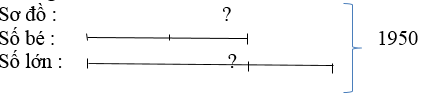 Sơ đồ : ?
Số bé : 1950
Số lớn : ?